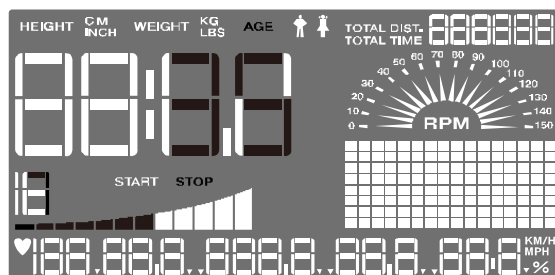 HEIGHT CM INCH WEIGHT KG LBS AGE
TOTAL DIST.
TOTAL TIME
0 10 20 30 40 50 60 70 80 90 100 110 120 130 140 150
RPM
START STOP
KM/H
MPH
%